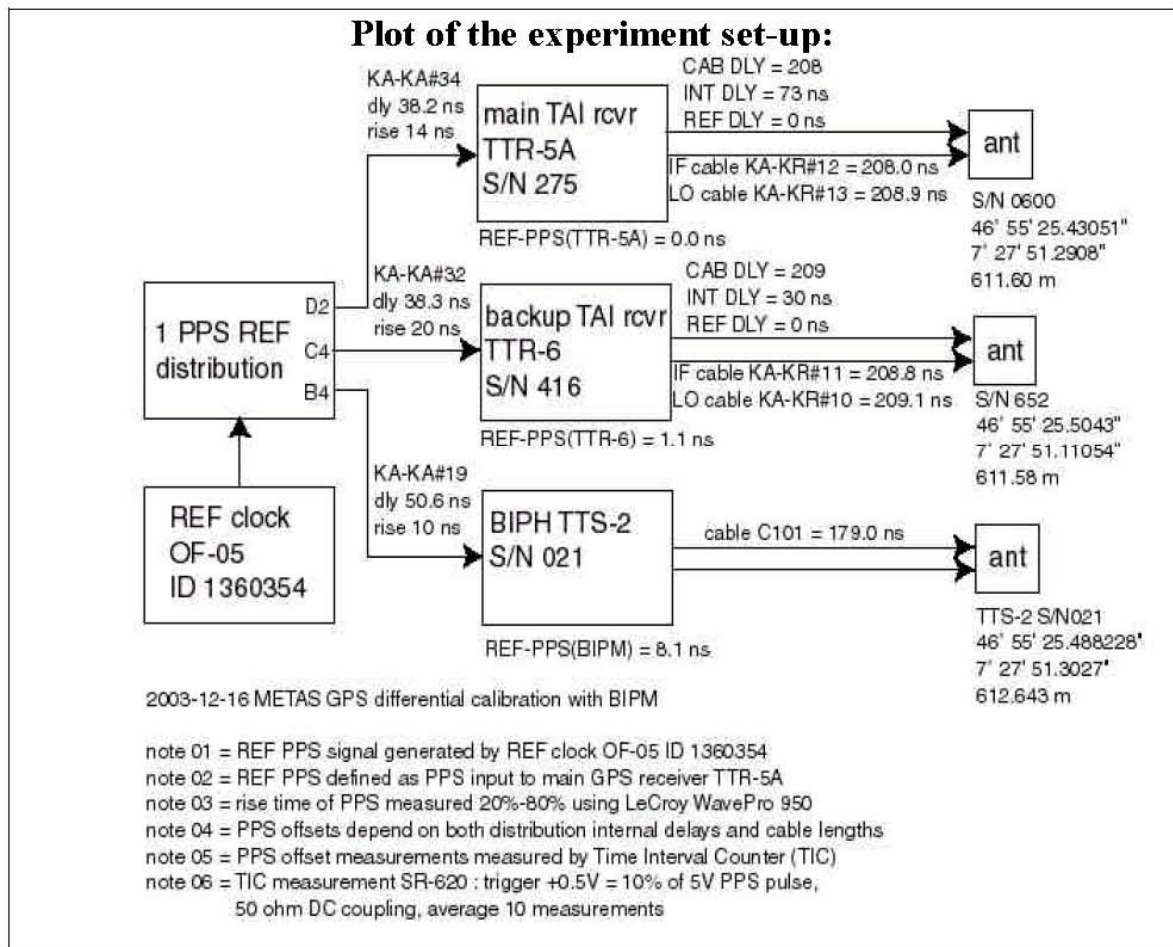 Plot of the experiment set-up:
KA-KA#34
dly 38.2 ns
rise 14 ns
main TAI rcvr
TTR-5A
S/N 275
REF-PPS(TTR-5A) = 0.0 ns
CAB DLY = 208
INT DLY = 73 ns
REF DLY = 0 ns
IF cable KA-KR#12 = 208.0 ns
LO cable KA-KR#13 = 208.9 ns
ant
S/N 0600
46' 55' 25.43051"
7' 27' 51.2908"
611.60 m
1 PPS REF
distribution
D2
C4
B4
KA-KA#32
dly 38.3 ns
rise 20 ns
backup TAI rcvr
TTR-6
S/N 416
REF-PPS(TTR-6) = 1.1 ns
CAB DLY = 209
INT DLY = 30 ns
REF DLY = 0 ns
IF cable KA-KR#11 = 208.8 ns
LO cable KA-KR#10 = 209.1 ns
ant
S/N 652
46' 55' 25.5043"
7' 27' 51.11054"
611.58 m
REF clock
OF-05
ID 1360354
KA-KA#19
dly 50.6 ns
rise 10 ns
BIPH TTS-2
S/N 021
REF-PPS(BIPM) = 8.1 ns
cable C101 = 179.0 ns
ant
TTS-2 S/N021
46' 55' 25.488228"
7' 27' 51.3027"
612.643 m
2003-12-16 METAS GPS differential calibration with BIPM
note 01 = REF PPS signal generated by REF clock OF-05 ID 1360354
note 02 = REF PPS defined as PPS input to main GPS receiver TTR-5A
note 03 = rise time of PPS measured 20%-80% using LeCroy WavePro 950
note 04 = PPS offsets depend on both distribution internal delays and cable lengths
note 05 = PPS offset measurements measured by Time Interval Counter (TIC)
note 06 = TIC measurement SR-620 : trigger +0.5V = 10% of 5V PPS pulse,
50 ohm DC coupling, average 10 measurements